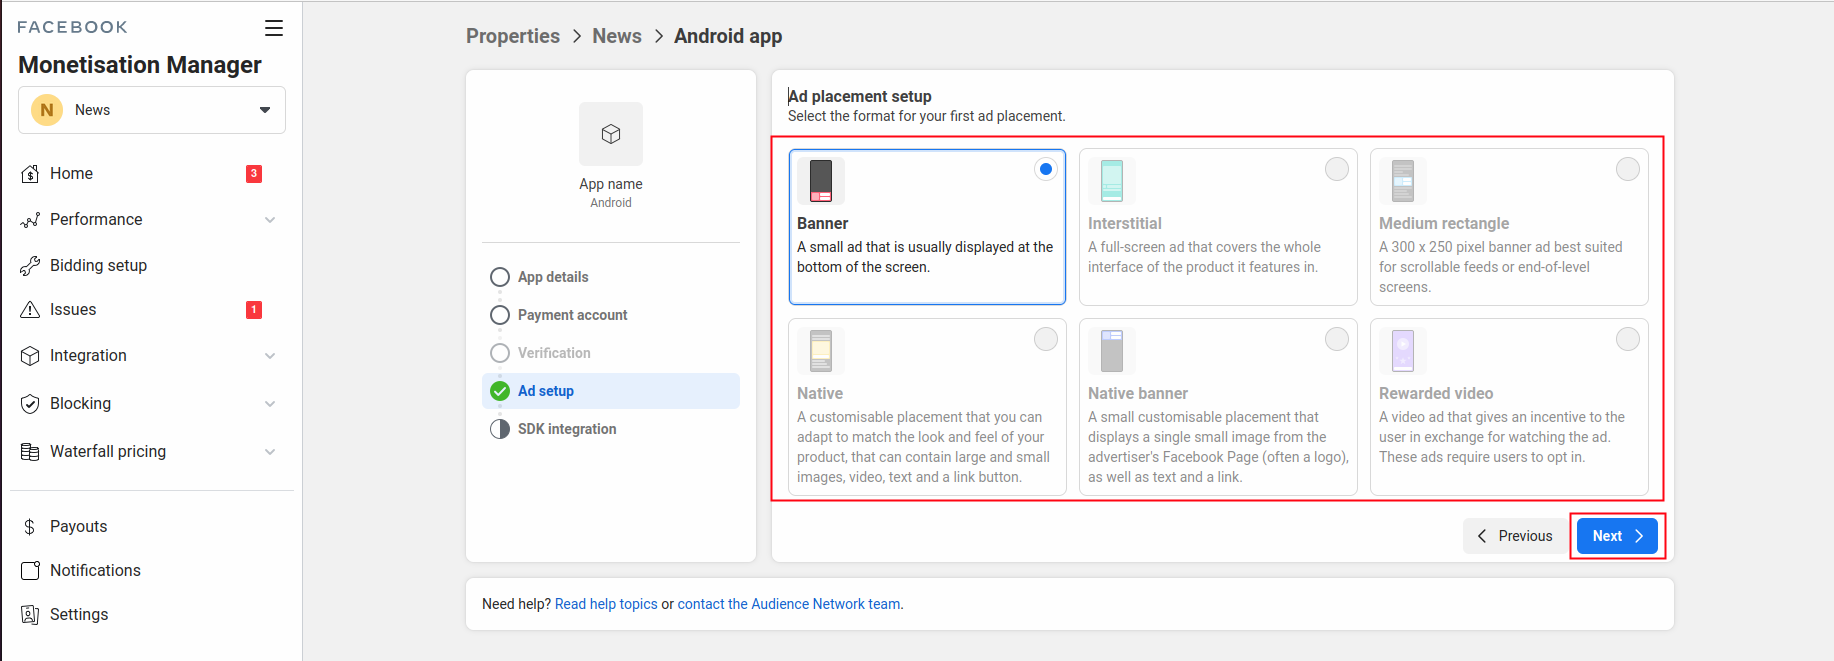 FACEBOOK
Monetisation Manager
N
News
Home
3
Performance
Bidding setup
Issues
1
Integration
Blocking
Waterfall pricing
$
Payouts
Notifications
Settings
Properties > News > Android app
App name
Android
App details
Payment account
Verification
Ad setup
SDK integration
Ad placement setup
Select the format for your first ad placement.
Banner
A small ad that is usually displayed at the
bottom of the screen.
Interstitial
A full-screen ad that covers the whole
interface of the product it features in.
Medium rectangle
A 300 x 250 pixel banner ad best suited
for scrollable feeds or end-of-level
screens.
Native
A customisable placement that you can
adapt to match the look and feel of your
product, that can contain large and small
images, video, text and a link button.
Native banner
A small customisable placement that
displays a single small image from the
advertiser's Facebook Page (often a logo),
as well as text and a link.
Rewarded video
A video ad that gives an incentive to the
user in exchange for watching the ad.
These ads require users to opt in.
Previous
Next
Need help? Read help topics or contact the Audience Network team.